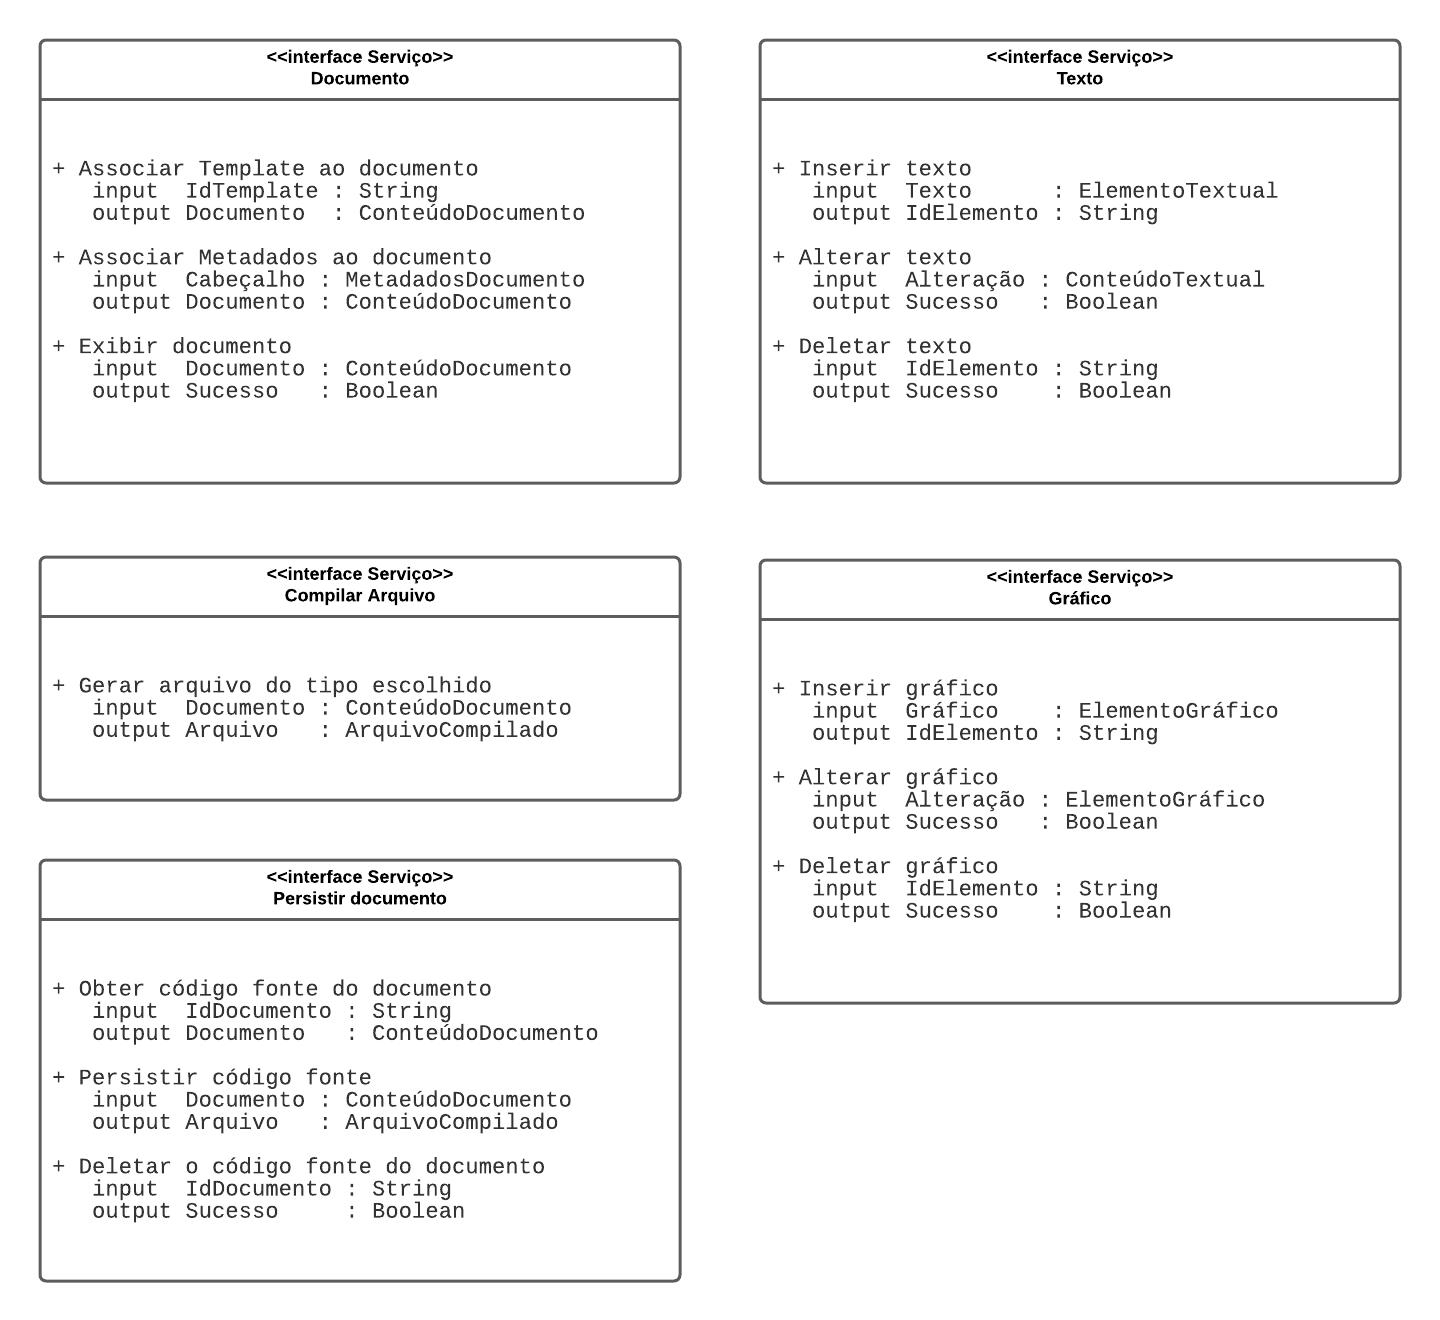 <<interface Serviço>>
Documento
+ Associar Template ao documento
input  IdTemplate : String
output Documento  : ConteúdoDocumento
+ Associar Metadados ao documento
input  Cabeçalho : MetadadosDocumento
output Documento : ConteúdoDocumento
+ Exibir documento
input  Documento : ConteúdoDocumento
output Sucesso   : Boolean
<<interface Serviço>>
Texto
+ Inserir texto
input  Texto      : ElementoTextual
output IdElemento : String
+ Alterar texto
input  Alteração : ConteúdoTextual
output Sucesso   : Boolean
+ Deletar texto
input  IdElemento : String
output Sucesso    : Boolean
<<interface Serviço>>
Compilar Arquivo
+ Gerar arquivo do tipo escolhido
input  Documento : ConteúdoDocumento
output Arquivo   : ArquivoCompilado
<<interface Serviço>>
Gráfico
+ Inserir gráfico
input  Gráfico    : ElementoGráfico
output IdElemento : String
+ Alterar gráfico
input  Alteração : ElementoGráfico
output Sucesso   : Boolean
+ Deletar gráfico
input  IdElemento : String
output Sucesso    : Boolean
<<interface Serviço>>
Persistir documento
+ Obter código fonte do documento
input  IdDocumento : String
output Documento   : ConteúdoDocumento
+ Persistir código fonte
input  Documento : ConteúdoDocumento
output Arquivo   : ArquivoCompilado
+ Deletar o código fonte do documento
input  IdDocumento : String
output Sucesso     : Boolean